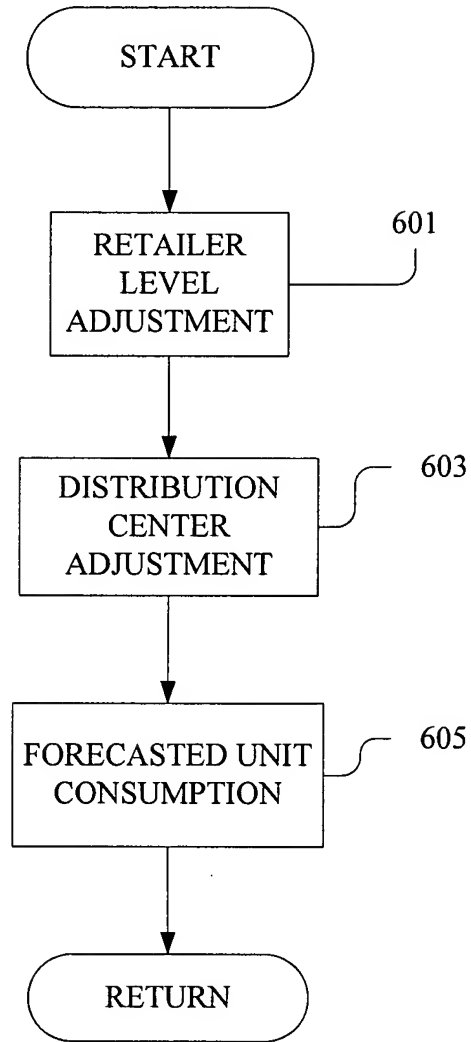 START
601
RETAILER
LEVEL
ADJUSTMENT
603
DISTRIBUTION
CENTER
ADJUSTMENT
605
FORECASTED UNIT
CONSUMPTION
RETURN